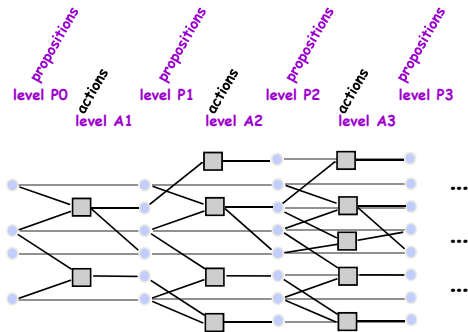 propositions
propositions
propositions
propositions
actions
actions
actions
level P0
level P1
level P2
level P3
level A1
level A2
level A3
...
...
...